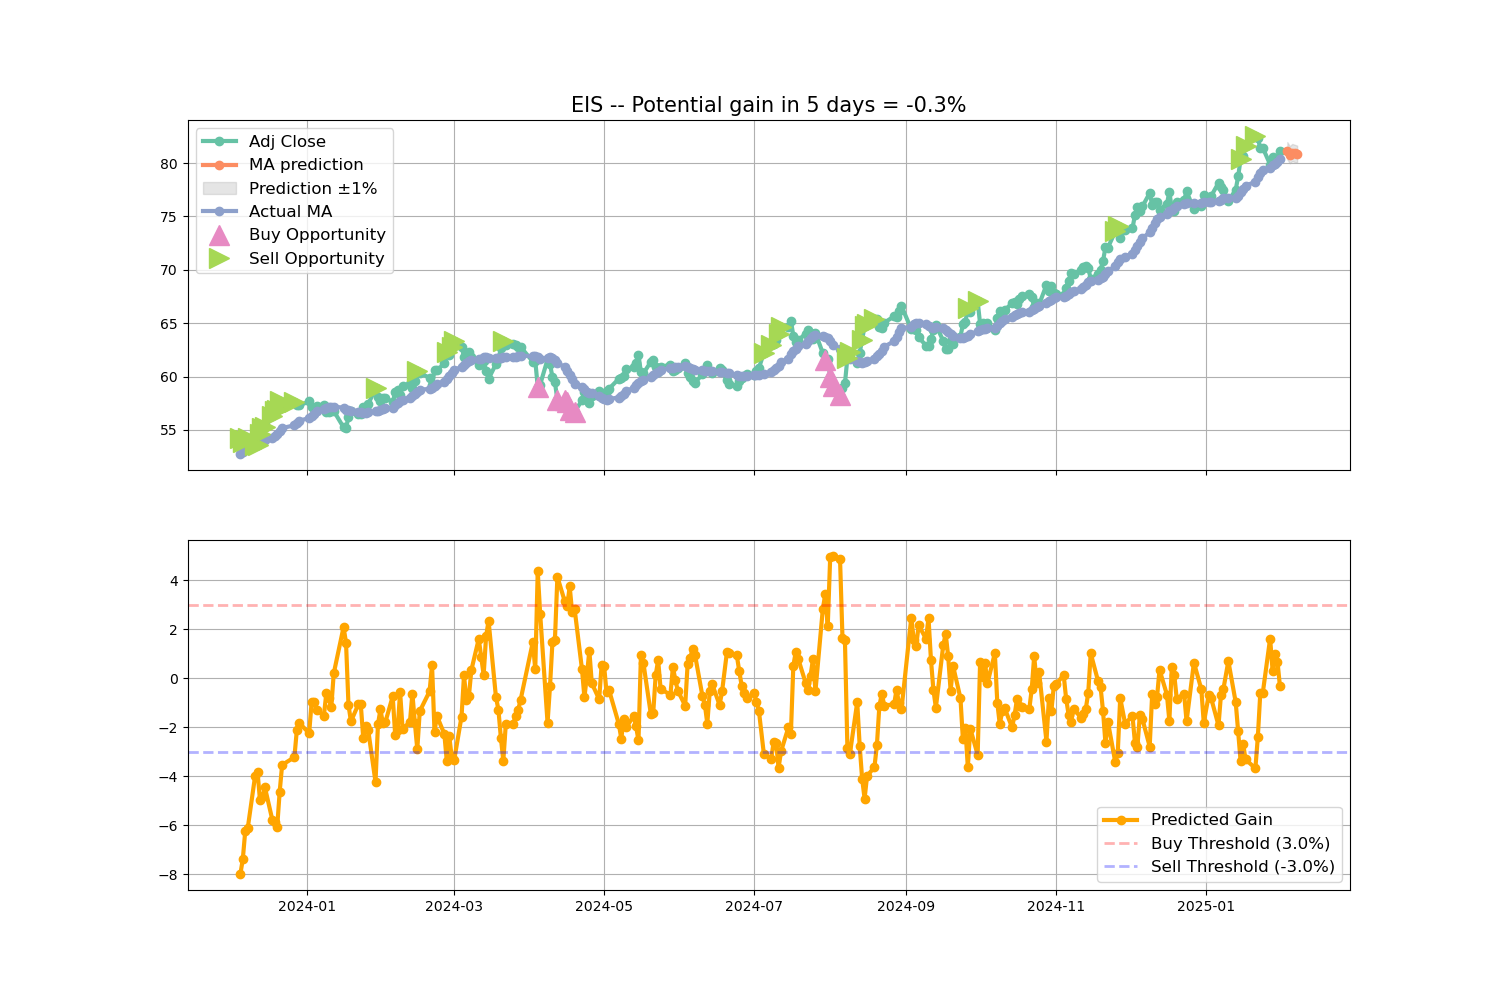 EIS -- Potential gain in 5 days = -0.3%
Adj Close
MA prediction
Prediction ±1%
Actual MA
Buy Opportunity
Sell Opportunity
80
75
70
65
60
55
4
2
0
−2
−4
−6
−8
Predicted Gain
Buy Threshold (3.0%)
Sell Threshold (-3.0%)
2024-01
2024-03
2024-05
2024-07
2024-09
2024-11
2025-01